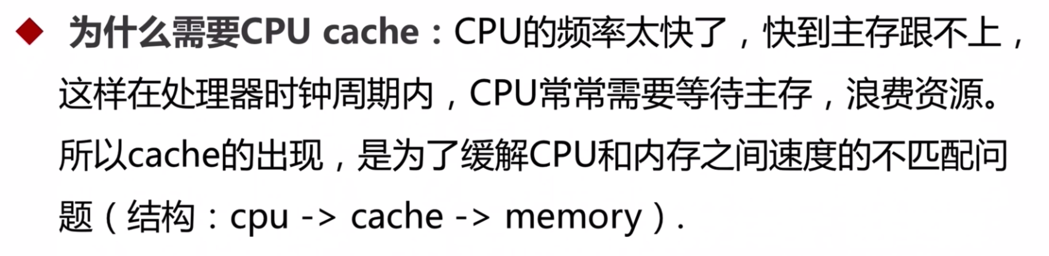 ◆ 为什么需要CPU cache：CPU的频率太快了，快到主存跟不上，
这样在处理器时钟周期内，CPU常常需要等待主存，浪费资源。
所以cache的出现，是为了缓解CPU和内存之间速度的不匹配问
题（结构：cpu -> cache -> memory）.